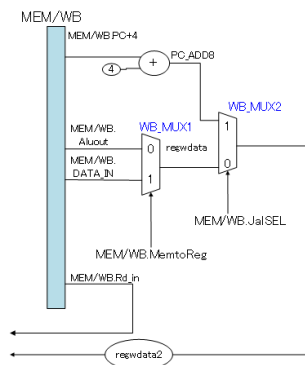 MEM/WB
MEM/WB.PC+4
4
+
PC_ADD8
WB_MUX1
WB_MUX2
MEM/WB.
Aluout
MEM/WB.
DATA_IN
0
1
regwdata
1
0
MEM/WB.JalSEL
MEM/WB.MemtoReg
MEM/WB.Rd_in
regwdata2